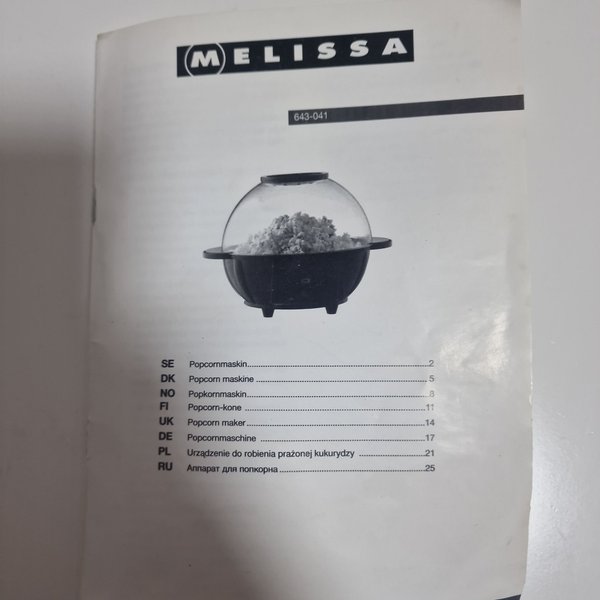 MELISSA
643-041
SE Popcornmaskin 2
DK Popcorn maskine 5
NO Popkornmaskin 8
FI Popcorn-kone 11
UK Popcorn maker 14
DE Popcornmaschine 17
PL Urządzenie do robienia prażonej kukurydzy 21
RU Аппарат для попкорна 25